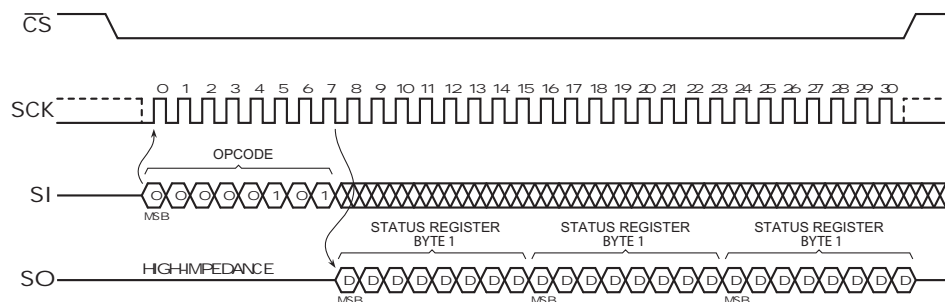 CS
SCK
0 1 2 3 4 5 6 7 8 9 10 11 12 13 14 15 16 17 18 19 20 21 22 23 24 25 26 27 28 29 30
OPCODE
SI
0 0 0 0 0 1 0 1
MSB
STATUS REGISTER
BYTE 1
STATUS REGISTER
BYTE 1
STATUS REGISTER
BYTE 1
SO
HIGH-IMPEDANCE
D D D D D D D D D D D D D D D D D D D D D D D D
MSB
MSB
MSB